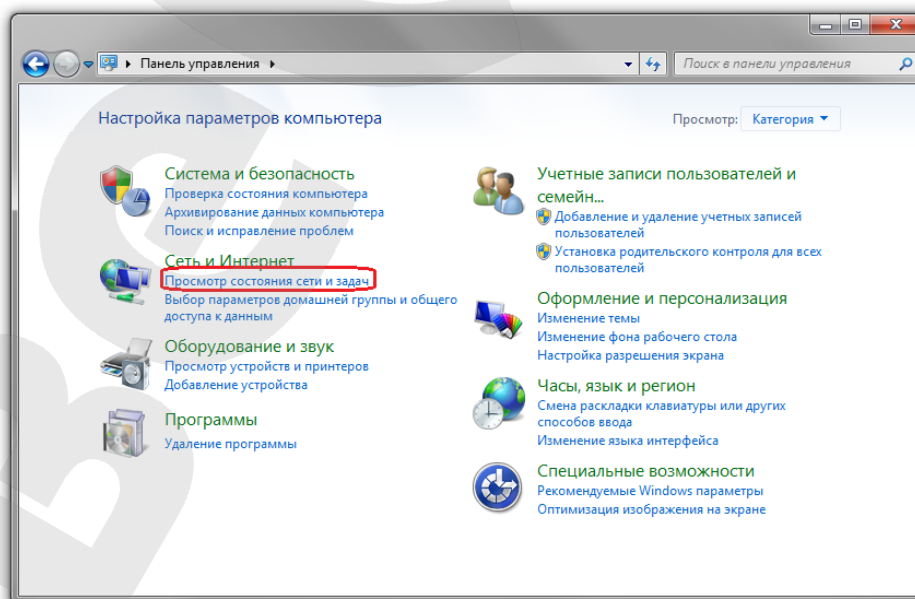 Панель управления
Поиск в панели управления
Настройка параметров компьютера
Просмотр: Категория
Система и безопасность
Проверка состояния компьютера
Архивирование данных компьютера
Поиск и исправление проблем
Сеть и Интернет
Просмотр состояния сети и задач
Выбор параметров домашней группы и общего
доступа к данным
Оборудование и звук
Просмотр устройств и принтеров
Добавление устройства
Программы
Удаление программы
Учетные записи пользователей и
семейн...
Добавление и удаление учетных записей
пользователей
Установка родительского контроля для всех
пользователей
Оформление и персонализация
Изменение темы
Изменение фона рабочего стола
Настройка разрешения экрана
Часы, язык и регион
Смена раскладки клавиатуры или других
способов ввода
Изменение языка интерфейса
Специальные возможности
Рекомендуемые Windows параметры
Оптимизация изображения на экране